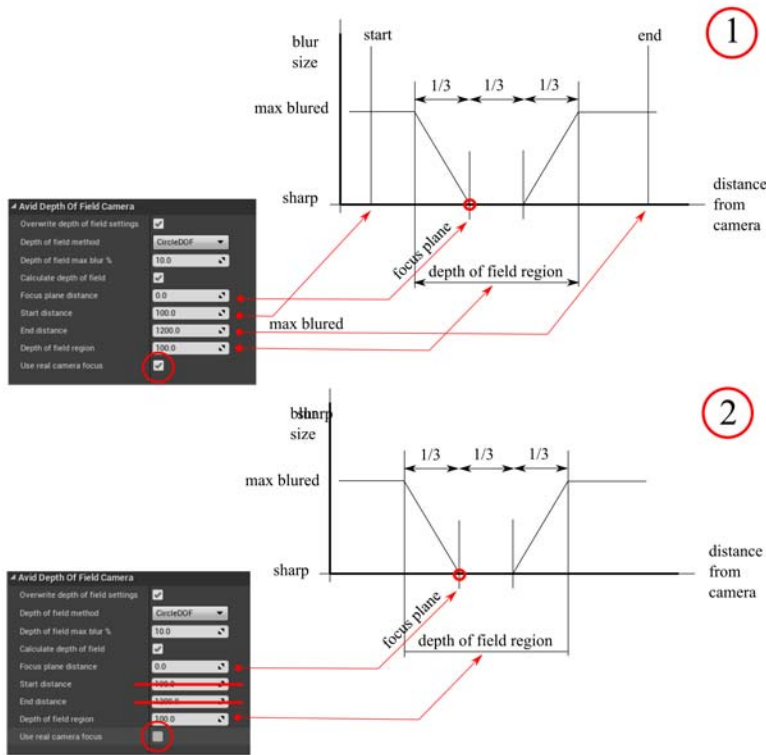 1
blur
size
start
end
1/3
1/3
1/3
max blured
sharp
distance
from
camera
focus plane
depth of field region
max blured
Avid Depth Of Field Camera
Overwrite depth of field settings
Depth of field method
CircleDOF
Depth of field max blur %
10.0
Calculate depth of field
Focus plane distance
0.0
Start distance
100.0
End distance
1200.0
Depth of field region
100.0
Use real camera focus
2
blur
sharp
size
1/3
1/3
1/3
max blured
sharp
distance
from
camera
focus plane
depth of field region
Avid Depth Of Field Camera
Overwrite depth of field settings
Depth of field method
CircleDOF
Depth of field max blur %
10.0
Calculate depth of field
Focus plane distance
0.0
Start distance
100.0
End distance
1200.0
Depth of field region
100.0
Use real camera focus